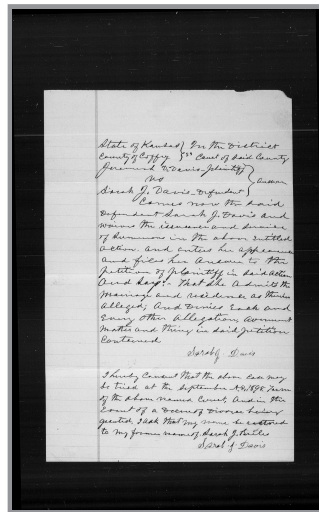 State of Kansas } In the District
County of Coffey } ss Court of said County
Jeremiah D. Davis - Plaintiff
vs } Answer
Sarah J. Davis - Defendant
Comes now the said
Defendant Sarah J. Davis and
waives the issuance and service
of Summons in the above entitled
action. and enters her appearance
and files her Answer to the
Petition of Plaintiff in said action
And says: That She admits the
Marriage and residence as therein
alleged; And denies Each and
Every other allegation, averment
matter and thing in said Petition
Contained
Sarah J Davis
I hereby Consent that the above case may
be tried at the September A.D. 1898 Term
of the above named Court, And in the
Event of a Decree of Divorce being
granted, I ask that my name be restored
to my former name of Sarah J.
Sarah J Davis